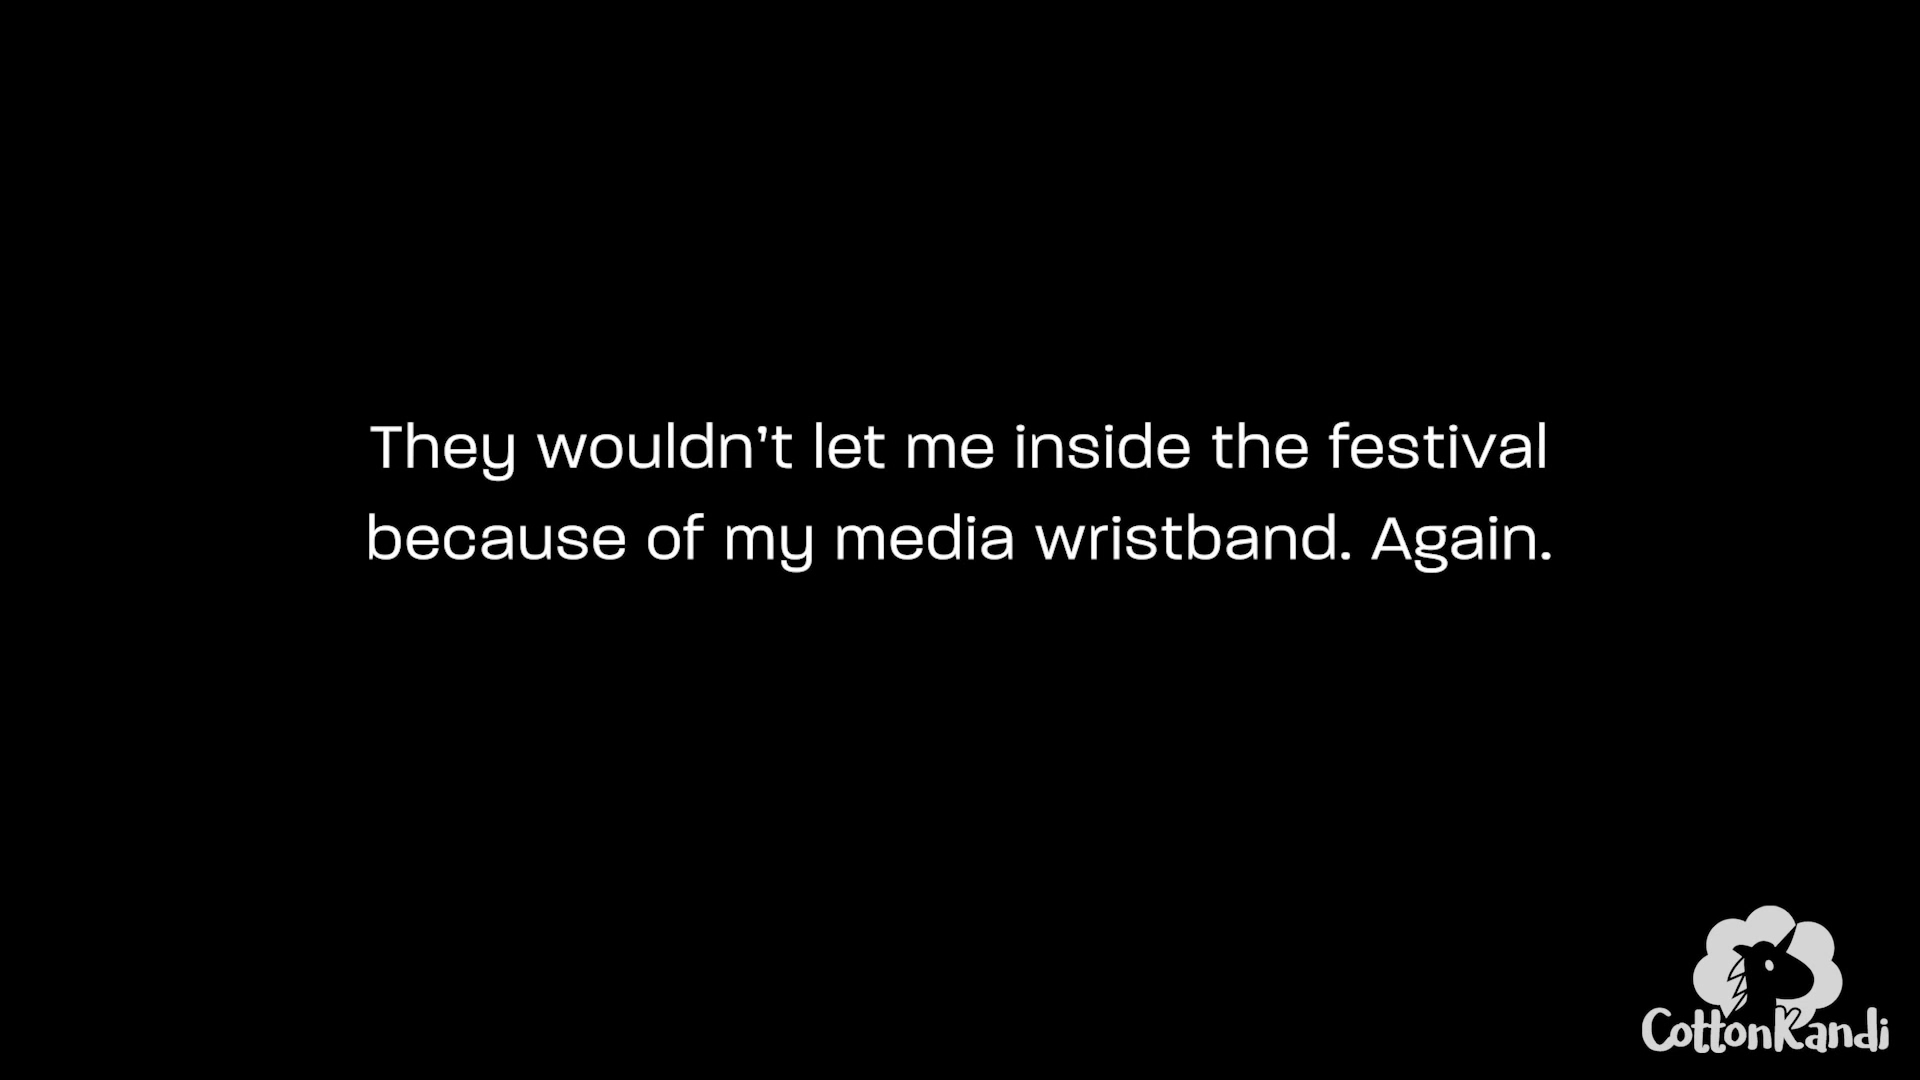 They wouldn't let me inside the festival
because of my media wristband. Again.
CottonKandi